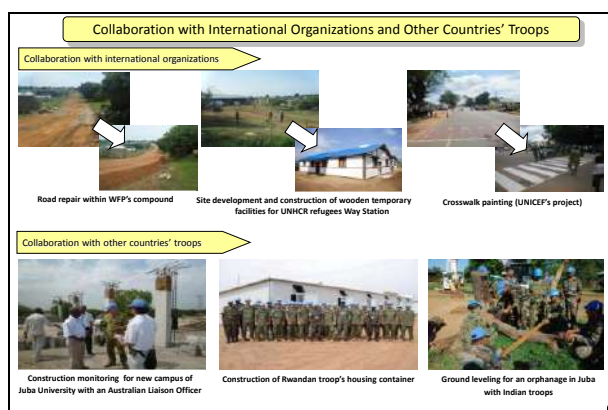 Collaboration with International Organizations and Other Countries’ Troops
Collaboration with international organizations
Road repair within WFP’s compound
Site development and construction of wooden temporary
facilities for UNHCR refugees Way Station
Crosswalk painting (UNICEF’s project)
Collaboration with other countries’ troops
Construction monitoring for new campus of
Juba University with an Australian Liaison Officer
Construction of Rwandan troop’s housing container
Ground leveling for an orphanage in Juba
with Indian troops